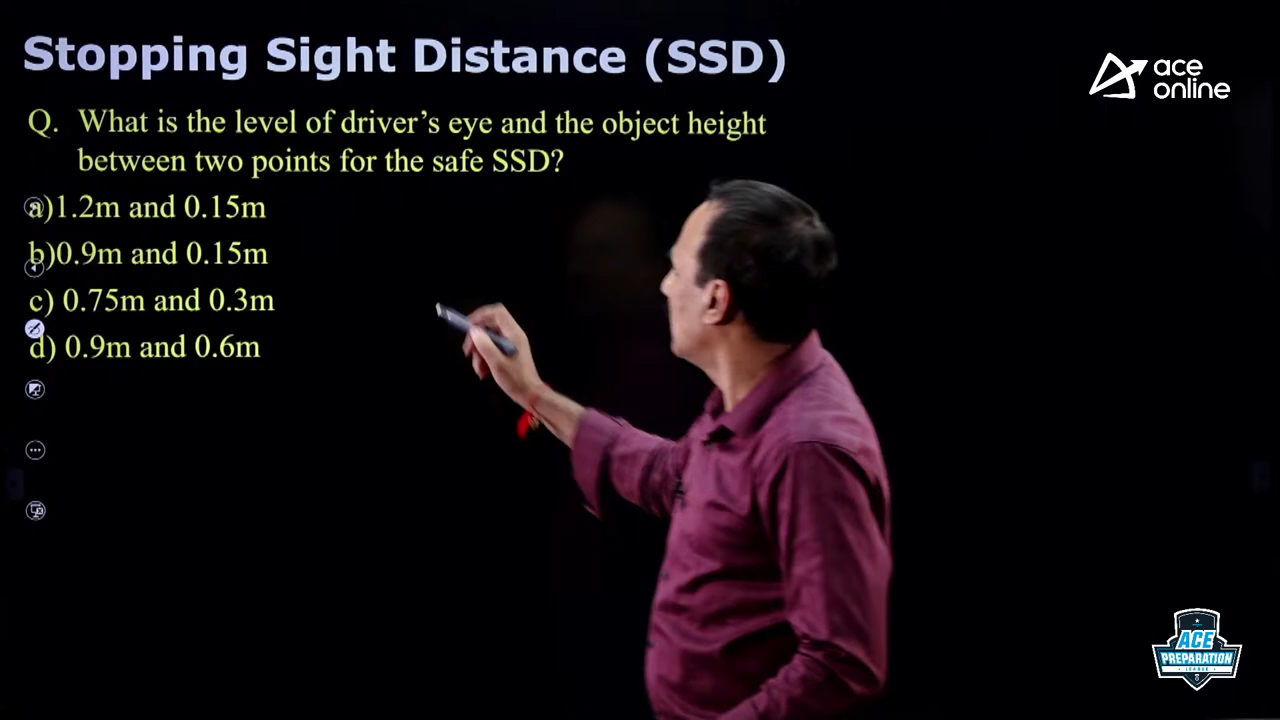 Stopping Sight Distance (SSD)
ace
online
Q. What is the level of driver's eye and the object height
between two points for the safe SSD?
a)1.2m and 0.15m
b)0.9m and 0.15m
c) 0.75m and 0.3m
d) 0.9m and 0.6m
ACE
PREPARATION